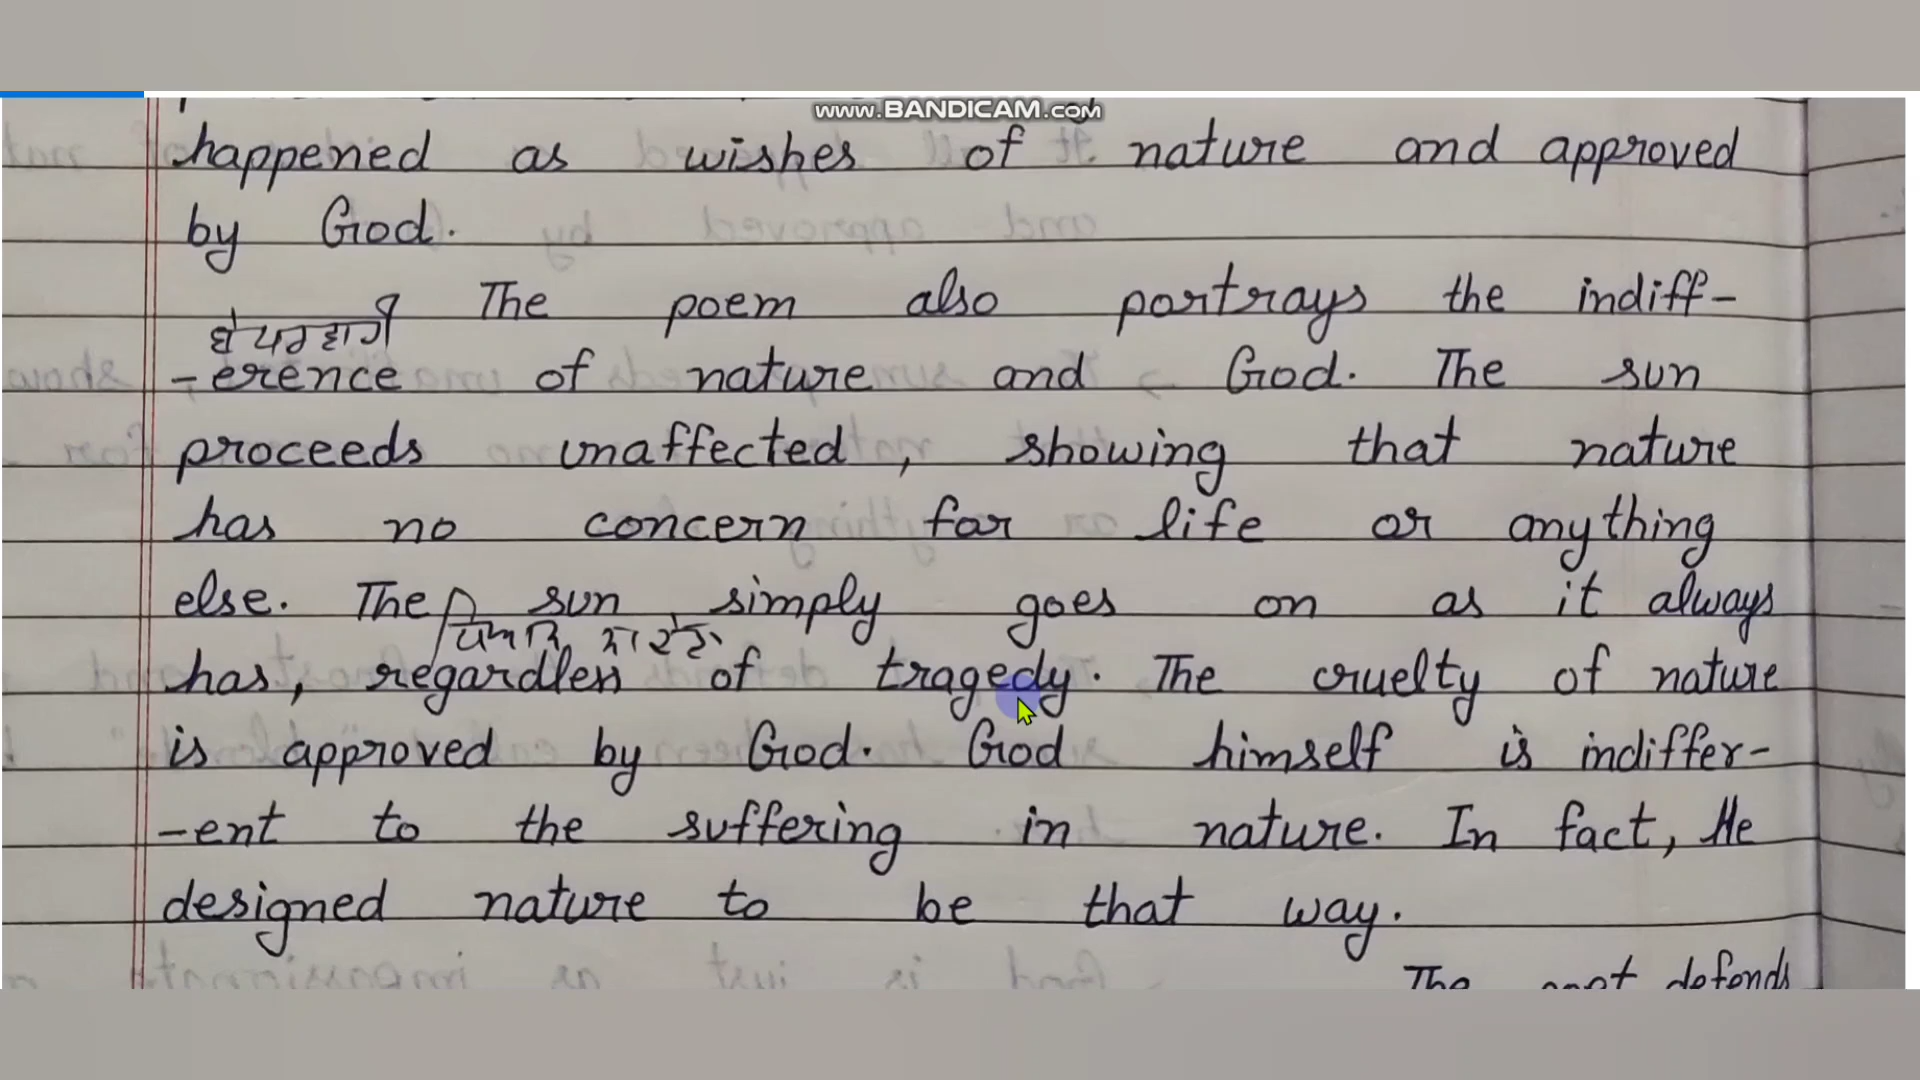 www.BANDICAM.com
happened as wishes of nature and approved
by God.
The poem also portrays the indiff-
-erence of nature and God. The sun
proceeds unaffected, showing that nature
has no concern for life or anything
else. The sun simply goes on as it always
has, regardless of tragedy. The cruelty of nature
is approved by God. God himself is indiffer-
-ent to the suffering in nature. In fact, He
designed nature to be that way.
The poet defends